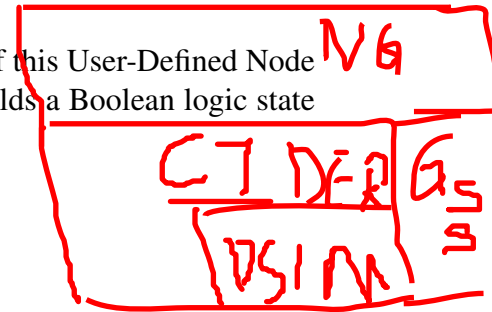 f this User-Defined Node
NG
lds a Boolean logic state
CT DER
DSIM